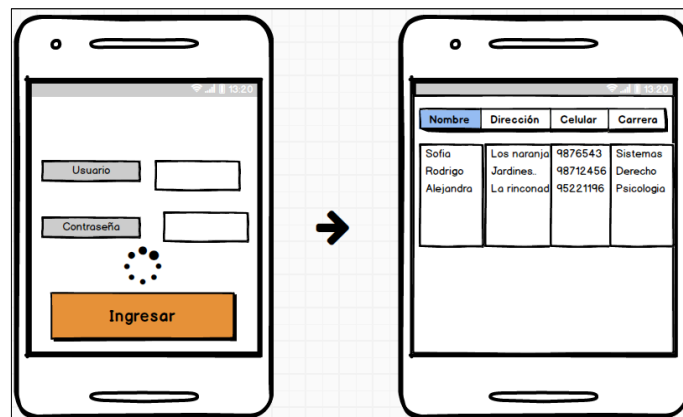 13:20
Usuario
Contraseña
Ingresar
13:20
Nombre Dirección Celular Carrera
Sofia Los naranja 9876543 Sistemas
Rodrigo Jardines.. 98712456 Derecho
Alejandra La rinconad 95221196 Psicologia